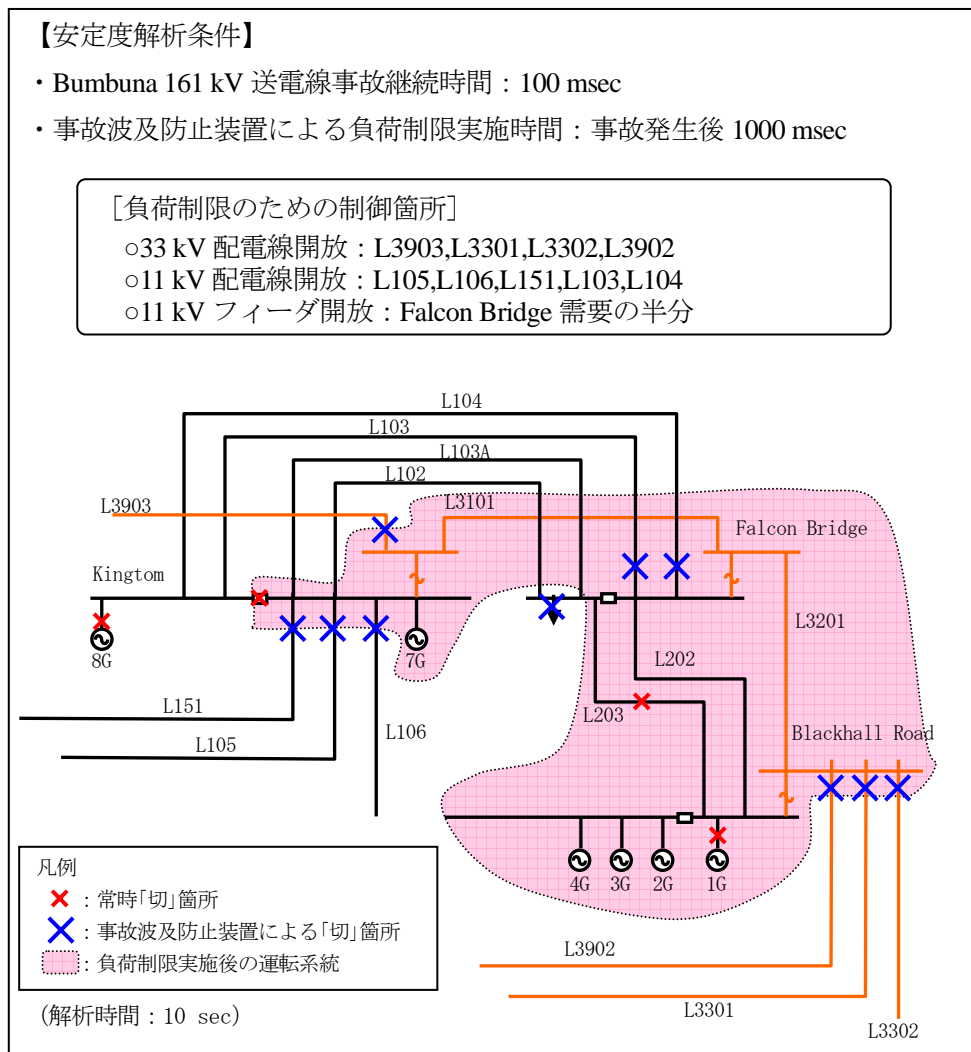 【安定度解析条件】
・Bumbuna 161 kV 送電線事故継続時間：100 msec
・事故波及防止装置による負荷制限実施時間：事故発生後 1000 msec
［負荷制限のための制御箇所］
○33 kV 配電線開放：L3903,L3301,L3302,L3902
○11 kV 配電線開放：L105,L106,L151,L103,L104
○11 kV フィーダ開放：Falcon Bridge 需要の半分
L104
L103
L103A
L102
L3903
L3101
Falcon Bridge
Kingtom
8G
7G
L3201
L202
L151
L203
L106
Blackhall Road
L105
4G
3G
2G
1G
凡例
：常時「切」箇所
：事故波及防止装置による「切」箇所
：負荷制限実施後の運転系統
L3902
(解析時間：10 sec)
L3301
L3302